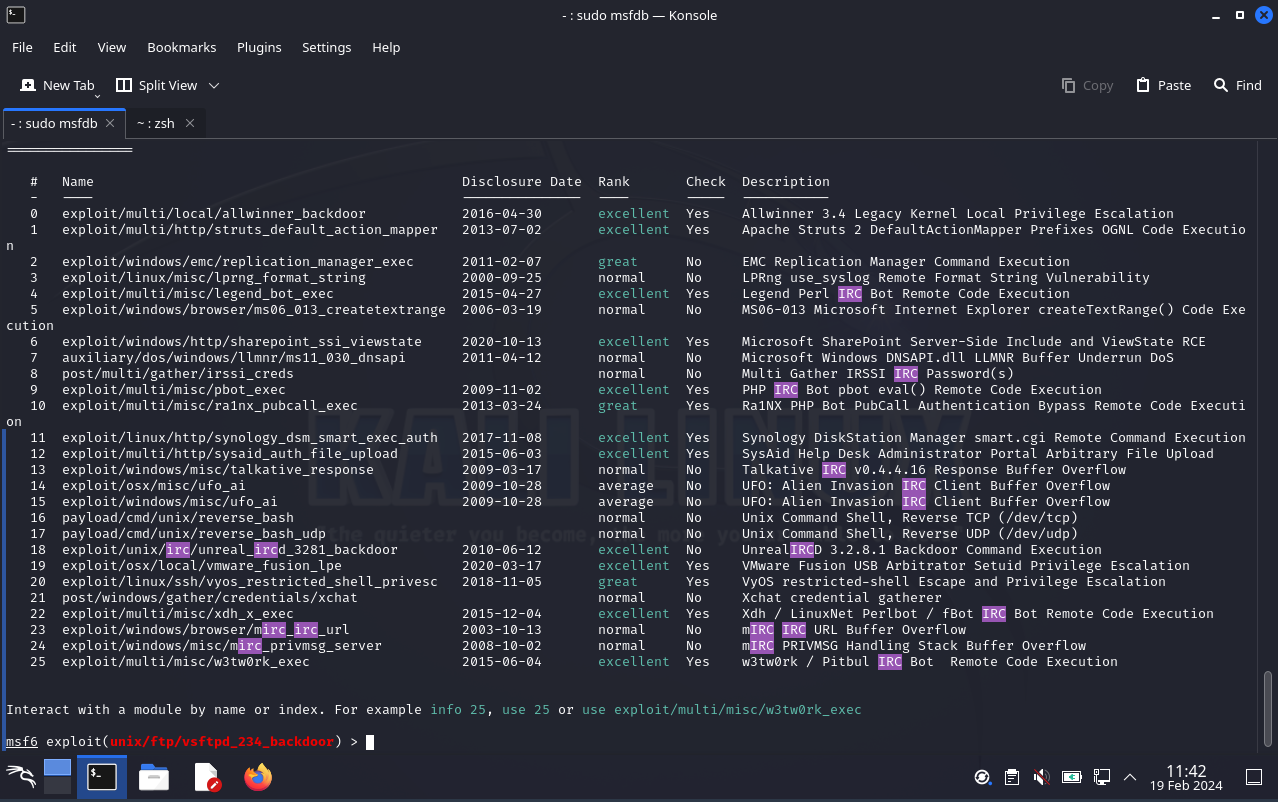 - : sudo msfdb — Konsole
File Edit View Bookmarks Plugins Settings Help
New Tab Split View Copy Paste Find
- : sudo msfdb ~ : zsh
================
# Name Disclosure Date Rank Check Description
- ---- --------------- ---- ----- -----------
0 exploit/multi/local/allwinner_backdoor 2016-04-30 excellent Yes Allwinner 3.4 Legacy Kernel Local Privilege Escalation
1 exploit/multi/http/struts_default_action_mapper 2013-07-02 excellent Yes Apache Struts 2 DefaultActionMapper Prefixes OGNL Code Executio
n
2 exploit/windows/emc/replication_manager_exec 2011-02-07 great No EMC Replication Manager Command Execution
3 exploit/linux/misc/lprng_format_string 2000-09-25 normal No LPRng use_syslog Remote Format String Vulnerability
4 exploit/multi/misc/legend_bot_exec 2015-04-27 excellent Yes Legend Perl IRC Bot Remote Code Execution
5 exploit/windows/browser/ms06_013_createtextrange 2006-03-19 normal No MS06-013 Microsoft Internet Explorer createTextRange() Code Exe
cution
6 exploit/windows/http/sharepoint_ssi_viewstate 2020-10-13 excellent Yes Microsoft SharePoint Server-Side Include and ViewState RCE
7 auxiliary/dos/windows/llmnr/ms11_030_dnsapi 2011-04-12 normal No Microsoft Windows DNSAPI.dll LLMNR Buffer Underrun DoS
8 post/multi/gather/irssi_creds normal No Multi Gather IRSSI IRC Password(s)
9 exploit/multi/misc/pbot_exec 2009-11-02 excellent Yes PHP IRC Bot pbot eval() Remote Code Execution
10 exploit/multi/misc/ra1nx_pubcall_exec 2013-03-24 great Yes Ra1NX PHP Bot PubCall Authentication Bypass Remote Code Executi
on
11 exploit/linux/http/synology_dsm_smart_exec_auth 2017-11-08 excellent Yes Synology DiskStation Manager smart.cgi Remote Command Execution
12 exploit/multi/http/sysaid_auth_file_upload 2015-06-03 excellent Yes SysAid Help Desk Administrator Portal Arbitrary File Upload
13 exploit/windows/misc/talkative_response 2009-03-17 normal No Talkative IRC v0.4.4.16 Response Buffer Overflow
14 exploit/osx/misc/ufo_ai 2009-10-28 average No UFO: Alien Invasion IRC Client Buffer Overflow
15 exploit/windows/misc/ufo_ai 2009-10-28 average No UFO: Alien Invasion IRC Client Buffer Overflow
16 payload/cmd/unix/reverse_bash normal No Unix Command Shell, Reverse TCP (/dev/tcp)
17 payload/cmd/unix/reverse_bash_udp normal No Unix Command Shell, Reverse UDP (/dev/udp)
18 exploit/unix/irc/unreal_ircd_3281_backdoor 2010-06-12 excellent No UnrealIRCD 3.2.8.1 Backdoor Command Execution
19 exploit/osx/local/vmware_fusion_lpe 2020-03-17 excellent Yes VMware Fusion USB Arbitrator Setuid Privilege Escalation
20 exploit/linux/ssh/vyos_restricted_shell_privesc 2018-11-05 great Yes VyOS restricted-shell Escape and Privilege Escalation
21 post/windows/gather/credentials/xchat normal No Xchat credential gatherer
22 exploit/multi/misc/xdh_x_exec 2015-12-04 excellent Yes Xdh / LinuxNet Perlbot / fBot IRC Bot Remote Code Execution
23 exploit/windows/browser/mirc_irc_url 2003-10-13 normal No mIRC IRC URL Buffer Overflow
24 exploit/windows/misc/mirc_privmsg_server 2008-10-02 normal No mIRC PRIVMSG Handling Stack Buffer Overflow
25 exploit/multi/misc/w3tw0rk_exec 2015-06-04 excellent Yes w3tw0rk / Pitbul IRC Bot Remote Code Execution
KALI LINUX
"the quieter you become, more you
Interact with a module by name or index. For example info 25, use 25 or use exploit/multi/misc/w3tw0rk_exec
msf6 exploit(unix/ftp/vsftpd_234_backdoor) >
11:42
19 Feb 2024